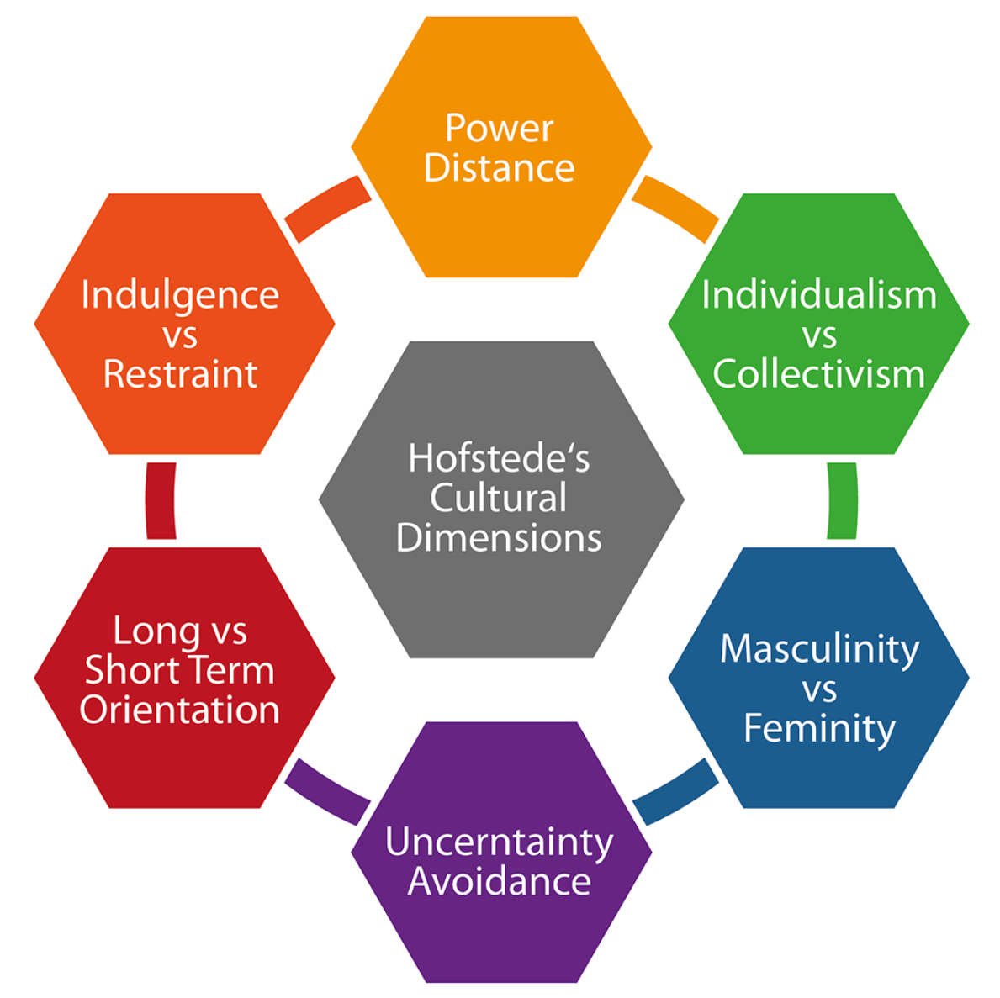 Power
Distance
Individualism
vs
Collectivism
Masculinity
vs
Feminity
Uncerntainty
Avoidance
Long vs
Short Term
Orientation
Indulgence
vs
Restraint
Hofstede‘s
Cultural
Dimensions